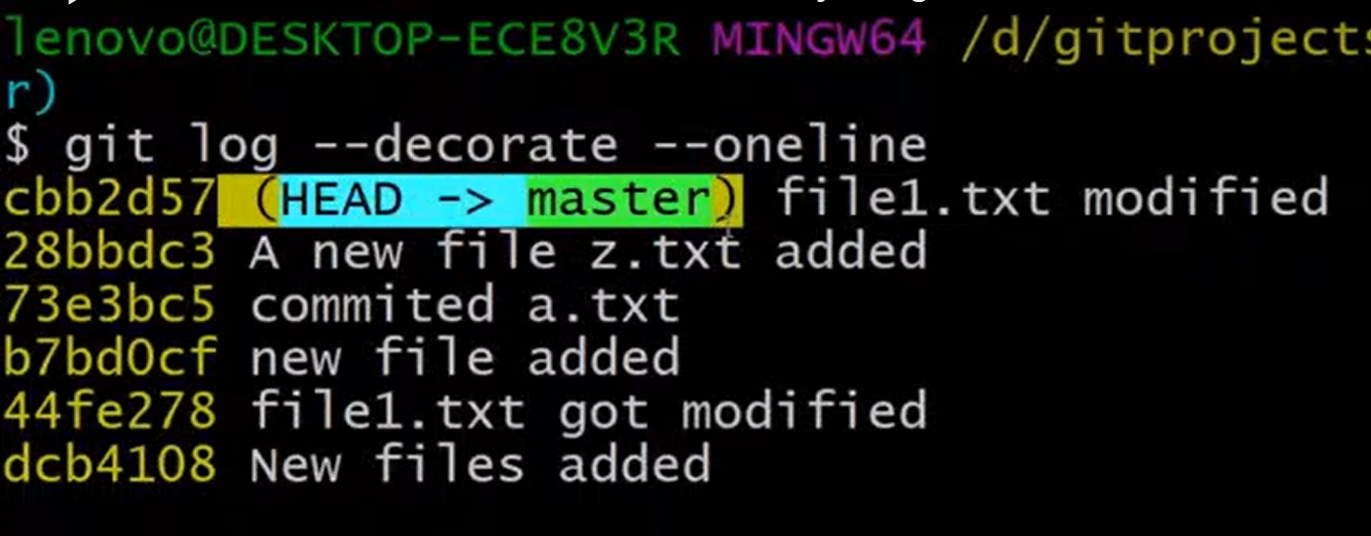 lenovo@DESKTOP-ECE8V3R MINGW64 /d/gitprojects
r)
$ git log --decorate --oneline
cbb2d57 (HEAD -> master) file1.txt modified
28bbdc3 A new file z.txt added
73e3bc5 commited a.txt
b7bd0cf new file added
44fe278 file1.txt got modified
dcb4108 New files added